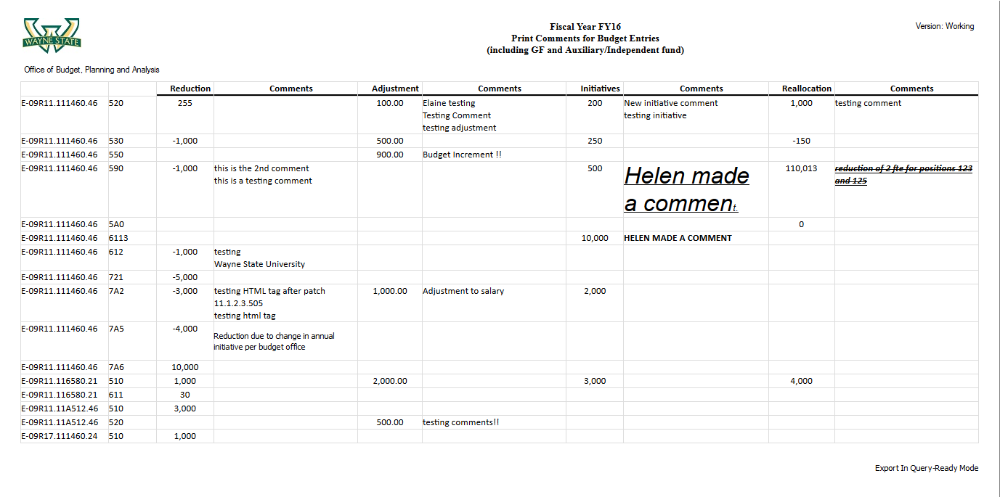 WAYNE STATE
Fiscal Year FY16
Print Comments for Budget Entries
(including GF and Auxiliary/Independent fund)
Version: Working
Office of Budget, Planning and Analysis
Reduction Comments Adjustment Comments Initiatives Comments Reallocation Comments
E-09R11.111460.46 520 255 100.00 Elaine testing 200 New initiative comment 1,000 testing comment
Testing Comment testing initiative
testing adjustment
E-09R11.111460.46 530 -1,000 500.00 250 -150
E-09R11.111460.46 550 900.00 Budget Increment !!
E-09R11.111460.46 590 -1,000 this is the 2nd comment 500 Helen made 110,013 reduction of 2 fte for positions 123
this is a testing comment a comment. and 125
E-09R11.111460.46 5A0 0
E-09R11.111460.46 6113 10,000 HELEN MADE A COMMENT
E-09R11.111460.46 612 -1,000 testing
Wayne State University
E-09R11.111460.46 721 -5,000
E-09R11.111460.46 7A2 -3,000 testing HTML tag after patch 1,000.00 Adjustment to salary 2,000
11.1.2.3.505
testing html tag
E-09R11.111460.46 7A5 -4,000
Reduction due to change in annual
initiative per budget office
E-09R11.111460.46 7A6 10,000
E-09R11.116580.21 510 1,000 2,000.00 3,000 4,000
E-09R11.116580.21 611 30
E-09R11.11A512.46 510 3,000
E-09R11.11A512.46 520 500.00 testing comments!!
E-09R17.111460.24 510 1,000
Export In Query-Ready Mode